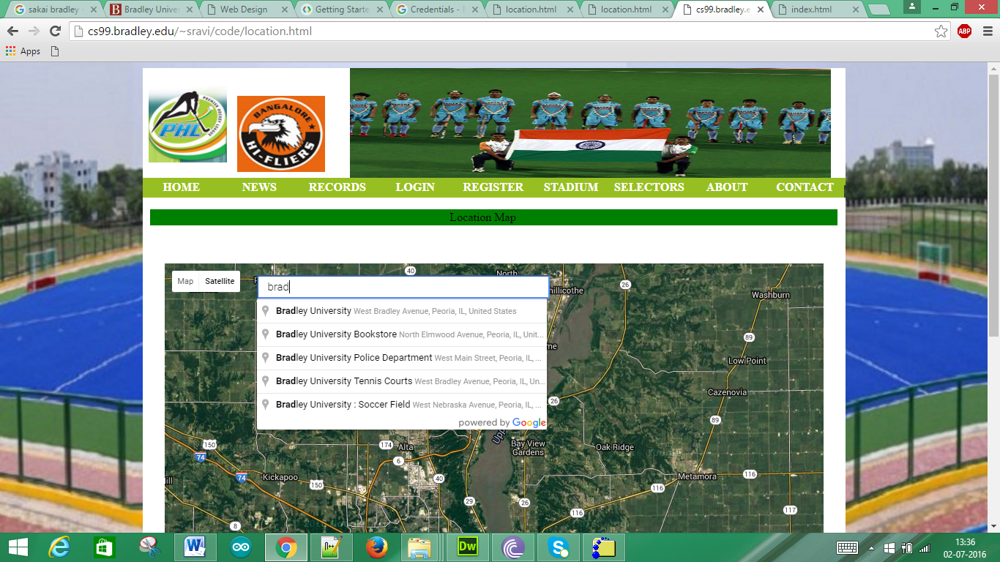 sakai bradley -
Bradley Unive
Web Design
Getting Starte
Credentials -
location.html
location.html
cs99.bradley.e
index.html
cs99.bradley.edu/~sravi/code/location.html
ABP
Apps
PREMIER HOCKEY LEAGUE
PHL
BANGALORE
HI-FLIERS
HOME NEWS RECORDS LOGIN REGISTER STADIUM SELECTORS ABOUT CONTACT
Location Map
Map Satellite
brad
Bradley University West Bradley Avenue, Peoria, IL, United States
Bradley University Bookstore North Elmwood Avenue, Peoria, IL, Unit...
Bradley University Police Department West Main Street, Peoria, IL, ...
Bradley University Tennis Courts West Bradley Avenue, Peoria, IL, Un...
Bradley University : Soccer Field West Nebraska Avenue, Peoria, IL, ...
powered by Google
40
North
hillicothe
26
Washburn
89
me
Low Point
26
Cazenovia
89
150
174
Alta
Upp
Bay View
Gardens
Oak Ridge
74
6
74
Kickapoo
150
40
Metamora
116
ill
116
29
26
116
117
8
W
n++
Dw
S
13:36
02-07-2016